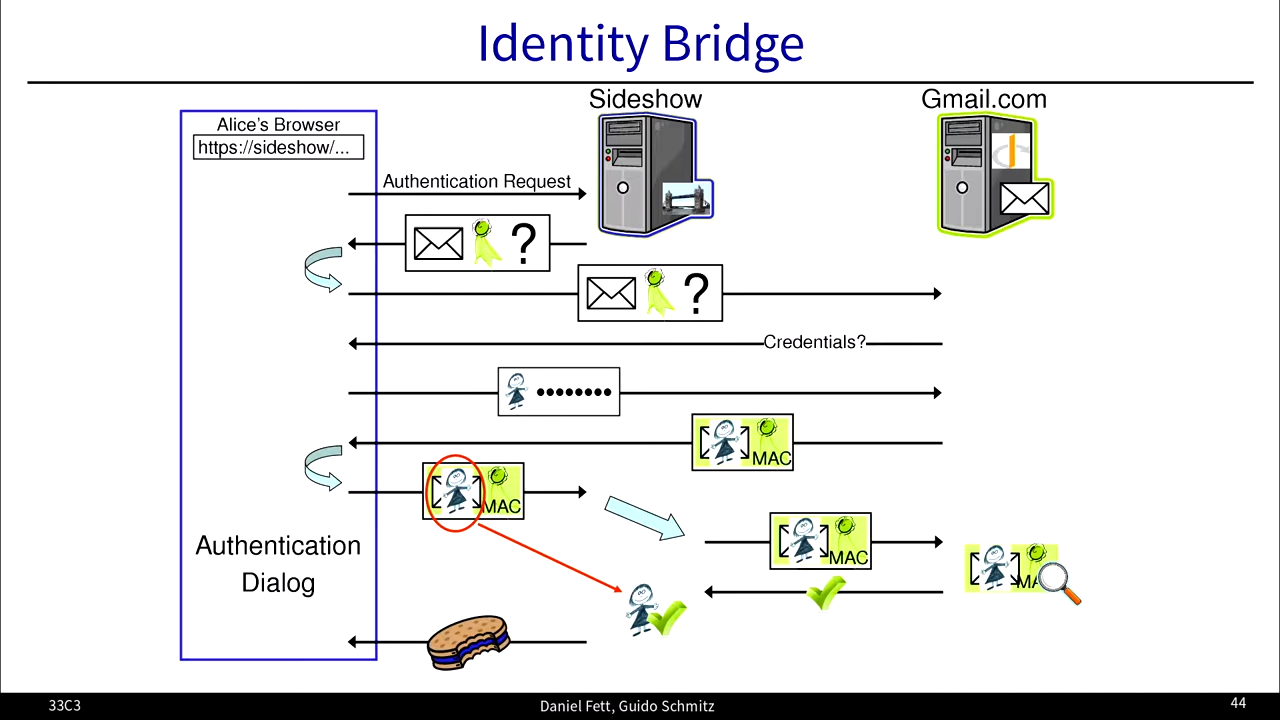 Identity Bridge
Sideshow
Gmail.com
Alice's Browser
https://sideshow/...
Authentication Request
?
?
Credentials?
••••••••
MAC
MAC
MAC
Authentication
Dialog
33C3
Daniel Fett, Guido Schmitz
44